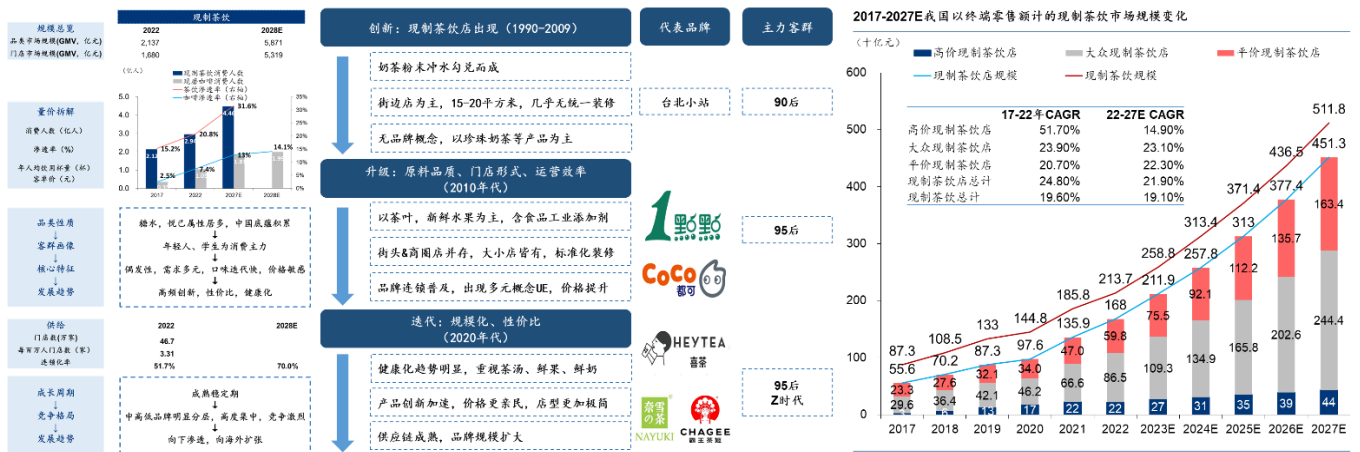 现制茶饮
规模总览
2022 2028E
品类市场规模(GMV, 亿元) 2,137 5,871
门店市场规模(GMV, 亿元) 1,680 5,319
(亿人)
现制茶饮消费人数
现磨咖啡消费人数
茶饮渗透率（右轴）
咖啡渗透率（右轴）
量价拆解
消费人数（亿人）
渗透率（%）
年人均饮用杯量（杯）
客单价（元）
5.0
4.0
3.0
2.0
1.0
0.0
35%
30%
25%
20%
15%
10%
5%
0%
4.46
31.6%
20.8%
15.2%
2.12
2.5%
7.4%
13%
14.1%
2017 2022 2027E 2028E
品类性质
↓
客群画像
↓
核心特征
↓
发展趋势
糖水，悦己属性居多，中国底蕴积累
↓
年轻人、学生为消费主力
↓
偶发性，需求多元，口味迭代快，价格敏感
↓
高频创新，性价比，健康化
供给
2022 2028E
门店数(万家) 46.7
每百万人门店数（家） 3.31
连锁化率 51.7% 70.0%
成长周期
↓
竞争格局
↓
发展趋势
成熟稳定期
↓
中高低品牌明显分层，高度集中，竞争激烈
↓
向下渗透，向海外扩张
创新：现制茶饮店出现（1990-2009）
奶茶粉末冲水勾兑而成
街边店为主，15-20平方米，几乎无统一装修
无品牌概念，以珍珠奶茶等产品为主
升级：原料品质、门店形式、运营效率
（2010年代）
以茶叶，新鲜水果为主，含食品工业添加剂
街头&商圈店并存，大小店皆有，标准化装修
品牌连锁普及，出现多元概念UE，价格提升
迭代：规模化、性价比
（2020年代）
健康化趋势明显，重视茶汤、鲜果、鲜奶
产品创新加速，价格更亲民，店型更加极简
供应链成熟，品牌规模扩大
代表品牌
台北小站
1點點
CoCo
都可
HEYTEA
喜茶
奈雪の茶
NAYUKI
CHAGEE
霸王茶姬
主力客群
90后
95后
95后
Z时代
2017-2027E我国以终端零售额计的现制茶饮市场规模变化
（十亿元）
高价现制茶饮店 大众现制茶饮店 平价现制茶饮店
现制茶饮店规模 现制茶饮规模
17-22年CAGR 22-27E CAGR
高价现制茶饮店 51.70% 14.90%
大众现制茶饮店 23.90% 23.10%
平价现制茶饮店 20.70% 22.30%
现制茶饮店总计 24.80% 21.90%
现制茶饮总计 19.60% 19.10%
600
500
400
300
200
100
0
87.3 108.5 133 144.8 185.8 213.7 258.8 313.4 371.4 436.5 511.8
55.6 70.2 87.3 97.6 135.9 168 211.9 257.8 313 377.4 451.3
23.3 27.6 32.1 34.0 47.0 59.8 75.5 92.1 112.2 135.7 163.4
29.6 36.4 42.1 46.2 66.6 86.5 109.3 134.9 165.8 202.6 244.4
6 13 17 22 22 27 31 35 39 44
2017 2018 2019 2020 2021 2022 2023E 2024E 2025E 2026E 2027E